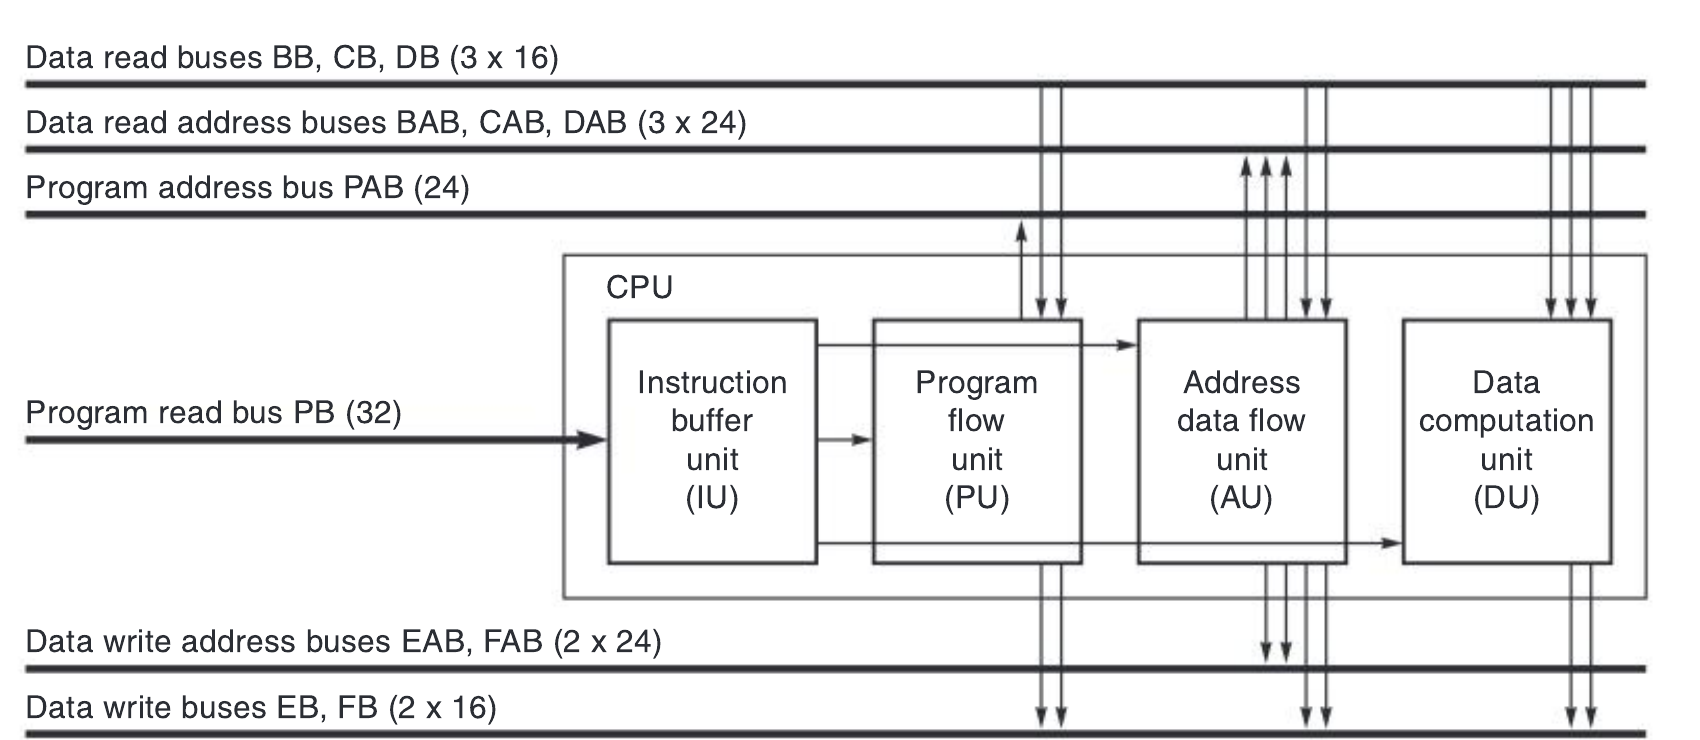 Data read buses BB, CB, DB (3 x 16)
Data read address buses BAB, CAB, DAB (3 x 24)
Program address bus PAB (24)
CPU
Program read bus PB (32)
Instruction
buffer
unit
(IU)
Program
flow
unit
(PU)
Address
data flow
unit
(AU)
Data
computation
unit
(DU)
Data write address buses EAB, FAB (2 x 24)
Data write buses EB, FB (2 x 16)